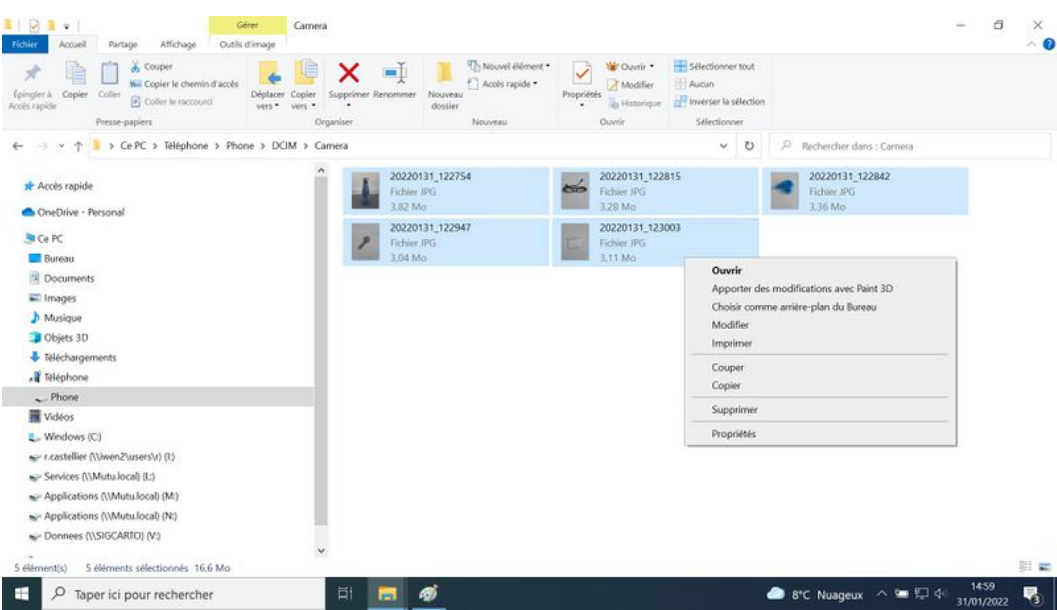 Gérer
Camera
Fichier
Accueil
Partage
Affichage
Outils d'image
Épingler à
Accès rapide
Copier
Coller
Couper
Copier le chemin d'accès
Coller le raccourci
Presse-papiers
Déplacer
vers
Copier
vers
Supprimer
Renommer
Organiser
Nouveau
dossier
Nouvel élément
Accès rapide
Nouveau
Propriétés
Ouvrir
Modifier
Historique
Ouvrir
Sélectionner tout
Aucun
Inverser la sélection
Sélectionner
Ce PC > Téléphone > Phone > DCIM > Camera
Rechercher dans : Camera
Accès rapide
OneDrive - Personal
Ce PC
Bureau
Documents
Images
Musique
Objets 3D
Téléchargements
Téléphone
Phone
Vidéos
Windows (C:)
r.castellier (\\iwen2\users\r) (I:)
Services (\\Mutu.local) (L:)
Applications (\\Mutu.local) (M:)
Applications (\\Mutu.local) (N:)
Donnees (\\SIGCARTO) (V:)
20220131_122754
Fichier JPG
3,82 Mo
20220131_122815
Fichier JPG
3,28 Mo
20220131_122842
Fichier JPG
3,36 Mo
20220131_122947
Fichier JPG
3,04 Mo
20220131_123003
Fichier JPG
3,11 Mo
Ouvrir
Apporter des modifications avec Paint 3D
Choisir comme arrière-plan du Bureau
Modifier
Imprimer
Couper
Copier
Supprimer
Propriétés
5 élément(s)
5 éléments sélectionnés 16,6 Mo
Taper ici pour rechercher
8°C Nuageux
14:59
31/01/2022
3